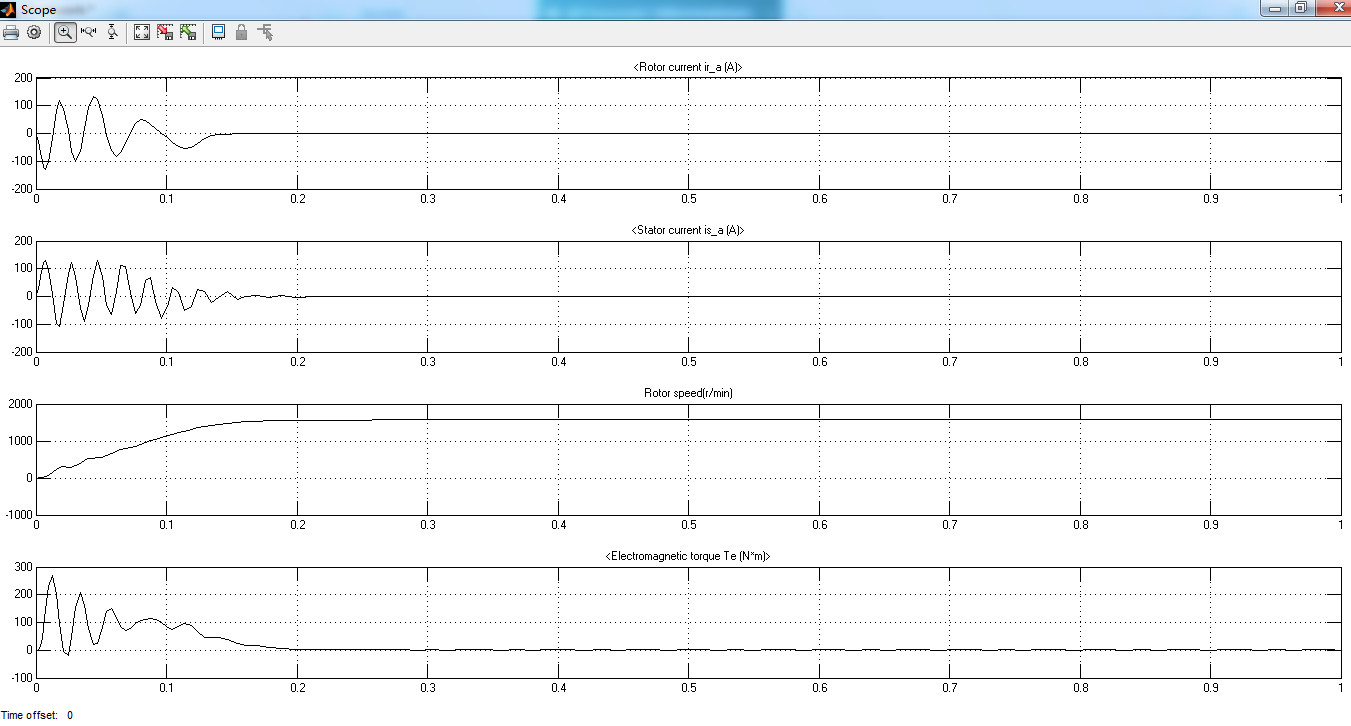 Scope
<Rotor current ir_a (A)>
200
100
0
-100
-200
0 0.1 0.2 0.3 0.4 0.5 0.6 0.7 0.8 0.9 1
<Stator current is_a (A)>
200
100
0
-100
-200
0 0.1 0.2 0.3 0.4 0.5 0.6 0.7 0.8 0.9 1
Rotor speed(r/min)
2000
1000
0
-1000
0 0.1 0.2 0.3 0.4 0.5 0.6 0.7 0.8 0.9 1
<Electromagnetic torque Te (N*m)>
300
200
100
0
-100
0 0.1 0.2 0.3 0.4 0.5 0.6 0.7 0.8 0.9 1
Time offset: 0